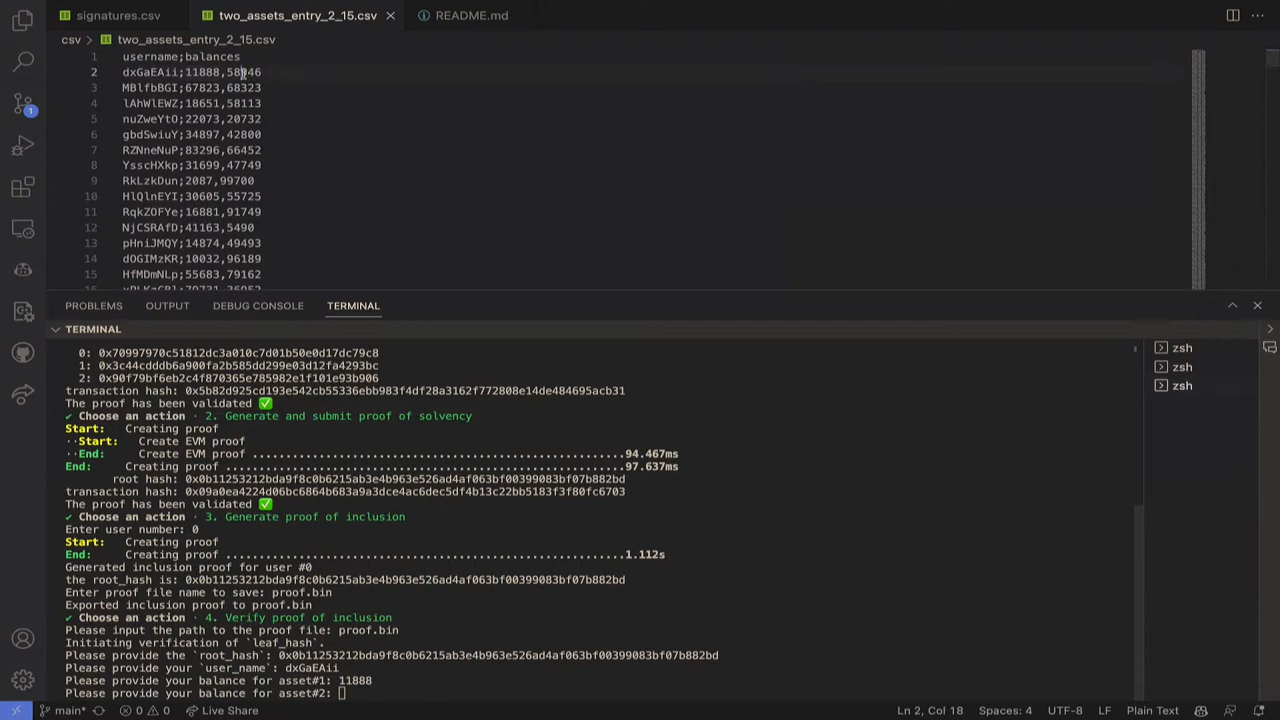 signatures.csv
two_assets_entry_2_15.csv
README.md
csv > two_assets_entry_2_15.csv
1 username;balances
2 dxGaEAii;11888,58946
3 MBlfbBGI;67823,68323
4 lAhWlEWZ;18651,58113
5 nuZweYtO;22073,20732
6 gbdSwiuY;34897,42800
7 RZNneNuP;83296,66452
8 YsscHXkp;31699,47749
9 RkLzkDun;2087,99700
10 HlQlnEYI;30605,55725
11 RqkZOFYe;16881,91749
12 NjCSRAfD;41163,5490
13 pHniJMQY;14874,49493
14 dOGIMzKR;10032,96189
15 HfMDmNLp;55683,79162
16
1
PROBLEMS OUTPUT DEBUG CONSOLE TERMINAL
TERMINAL
0: 0x70997970c51812dc3a010c7d01b50e0d17dc79c8
1: 0x3c44cdddb6a900fa2b585dd299e03d12fa4293bc
2: 0x90f79bf6eb2c4f870365e785982e1f101e93b906
transaction hash: 0x5b82d925cd193e542cb55336ebb983f4df28a3162f772808e14de484695acb31
The proof has been validated ✅
✔ Choose an action · 2. Generate and submit proof of solvency
Start: Creating proof
··Start: Create EVM proof
··End: Create EVM proof ....................................................94.467ms
End: Creating proof ........................................................97.637ms
root hash: 0x0b11253212bda9f8c0b6215ab3e4b963e526ad4af063bf00399083bf07b882bd
transaction hash: 0x09a0ea4224d06bc6864b683a9a3dce4ac6dec5df4b13c22bb5183f3f80fc6703
The proof has been validated ✅
✔ Choose an action · 3. Generate proof of inclusion
Enter user number: 0
Start: Creating proof
End: Creating proof ........................................................1.112s
Generated inclusion proof for user #0
the root_hash is: 0x0b11253212bda9f8c0b6215ab3e4b963e526ad4af063bf00399083bf07b882bd
Enter proof file name to save: proof.bin
Exported inclusion proof to proof.bin
✔ Choose an action · 4. Verify proof of inclusion
Please input the path to the proof file: proof.bin
Initiating verification of `leaf_hash`.
Please provide the `root_hash`: 0x0b11253212bda9f8c0b6215ab3e4b963e526ad4af063bf00399083bf07b882bd
Please provide your `user_name`: dxGaEAii
Please provide your balance for asset#1: 11888
Please provide your balance for asset#2:
zsh
zsh
zsh
main* 0 0 Live Share Ln 2, Col 18 Spaces: 4 UTF-8 LF Plain Text